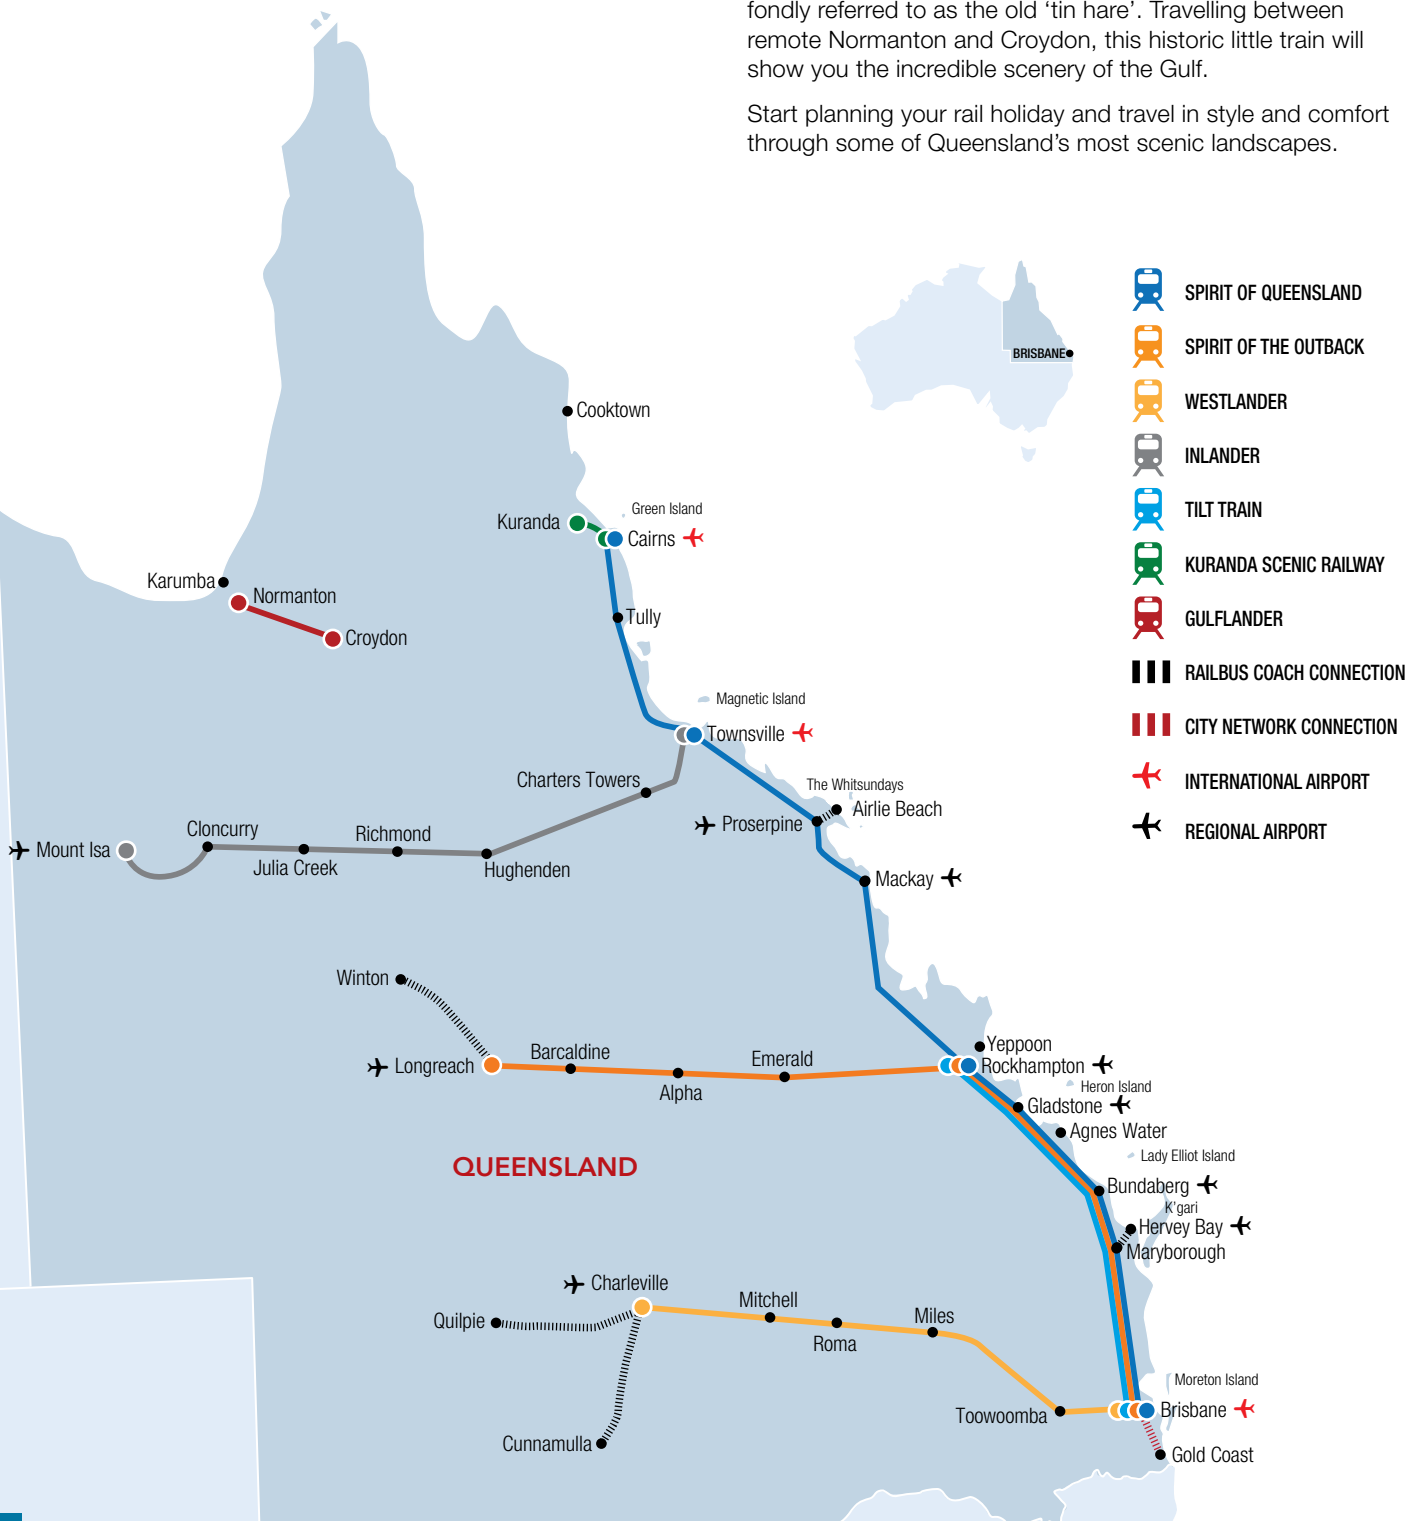 fondly referred to as the old ‘tin hare’. Travelling between
remote Normanton and Croydon, this historic little train will
show you the incredible scenery of the Gulf.
Start planning your rail holiday and travel in style and comfort
through some of Queensland’s most scenic landscapes.
BRISBANE
SPIRIT OF QUEENSLAND
SPIRIT OF THE OUTBACK
WESTLANDER
INLANDER
TILT TRAIN
KURANDA SCENIC RAILWAY
GULFLANDER
RAILBUS COACH CONNECTION
CITY NETWORK CONNECTION
INTERNATIONAL AIRPORT
REGIONAL AIRPORT
Cooktown
Green Island
Kuranda
Cairns
Karumba
Normanton
Tully
Croydon
Magnetic Island
Townsville
Charters Towers
The Whitsundays
Airlie Beach
Proserpine
Cloncurry
Richmond
Mount Isa
Julia Creek
Hughenden
Mackay
Winton
Yeppoon
Barcaldine
Emerald
Longreach
Rockhampton
Alpha
Heron Island
Gladstone
Agnes Water
QUEENSLAND
Lady Elliot Island
Bundaberg
K’gari
Hervey Bay
Maryborough
Charleville
Mitchell
Quilpie
Miles
Roma
Moreton Island
Toowoomba
Brisbane
Cunnamulla
Gold Coast